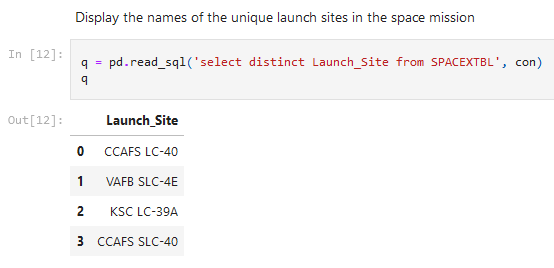 Display the names of the unique launch sites in the space mission
In [12]: q = pd.read_sql('select distinct Launch_Site from SPACEXTBL', con)
q
Out[12]: Launch_Site
0 CCAFS LC-40
1 VAFB SLC-4E
2 KSC LC-39A
3 CCAFS SLC-40